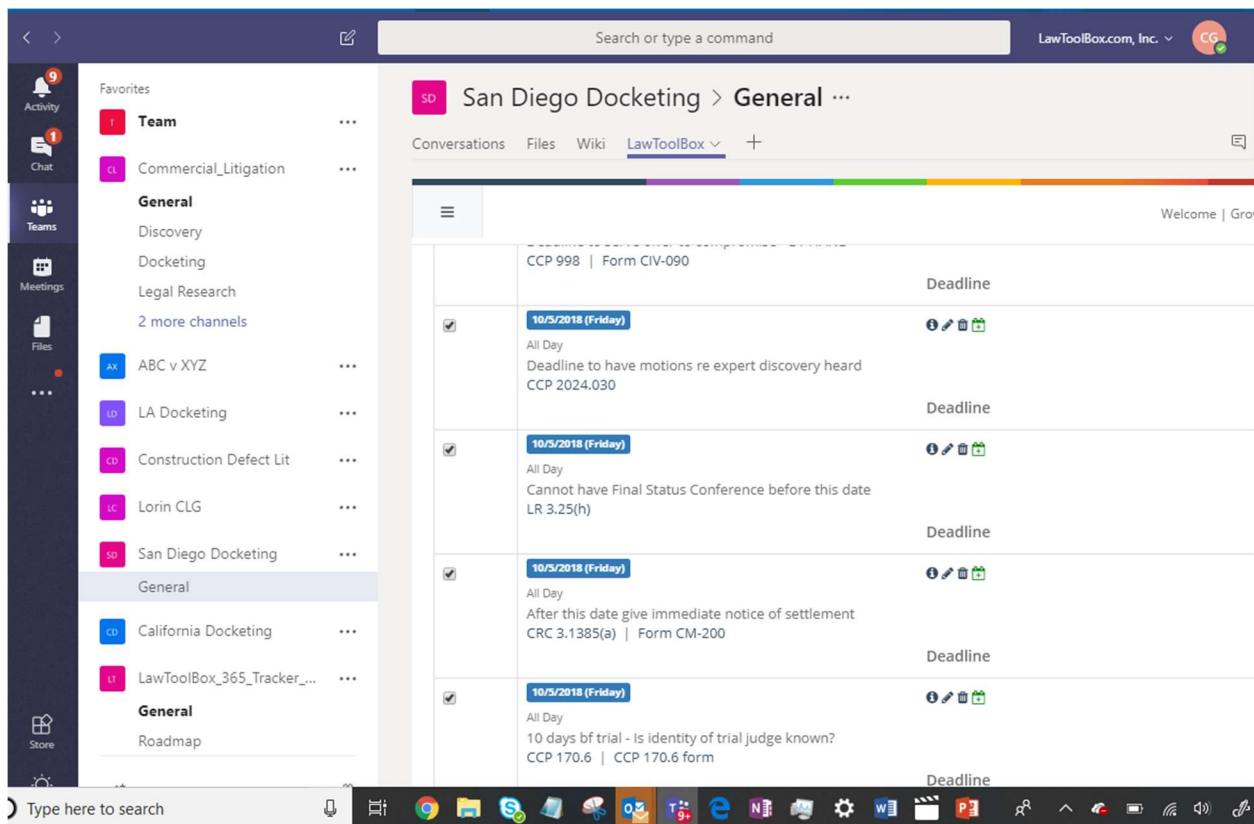 Search or type a command
LawToolBox.com, Inc.
CG
9
Activity
1
Chat
Teams
Meetings
Files
Store
Favorites
T
Team
CL
Commercial_Litigation
General
Discovery
Docketing
Legal Research
2 more channels
AX
ABC v XYZ
LD
LA Docketing
CD
Construction Defect Lit
LC
Lorin CLG
SD
San Diego Docketing
General
CD
California Docketing
LT
LawToolBox_365_Tracker_...
General
Roadmap
SD
San Diego Docketing > General ...
Conversations Files Wiki LawToolBox
Welcome | Gro
CCP 998 | Form CIV-090
Deadline
10/5/2018 (Friday)
All Day
Deadline to have motions re expert discovery heard
CCP 2024.030
Deadline
10/5/2018 (Friday)
All Day
Cannot have Final Status Conference before this date
LR 3.25(h)
Deadline
10/5/2018 (Friday)
All Day
After this date give immediate notice of settlement
CRC 3.1385(a) | Form CM-200
Deadline
10/5/2018 (Friday)
All Day
10 days bf trial - Is identity of trial judge known?
CCP 170.6 | CCP 170.6 form
Deadline
Type here to search
9+